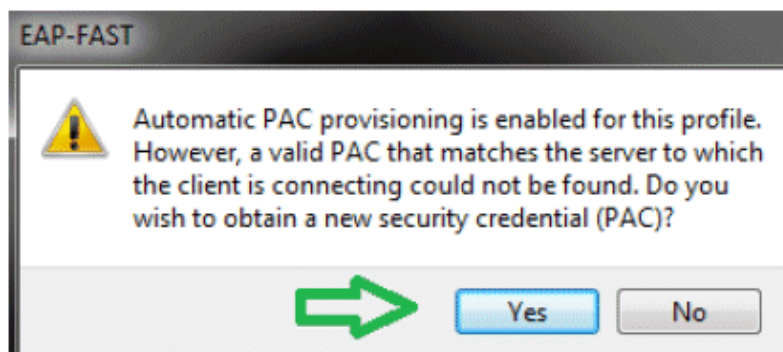 EAP-FAST
Automatic PAC provisioning is enabled for this profile.
However, a valid PAC that matches the server to which
the client is connecting could not be found. Do you
wish to obtain a new security credential (PAC)?
Yes No